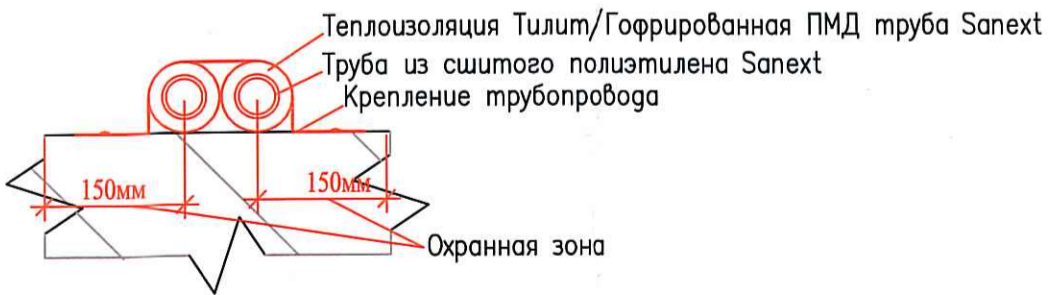 Теплоизоляция Тилит/Гофрированная ПМД труба Sanext
Труба из сшитого полиэтилена Sanext
Крепление трубопровода
150мм
150мм
Охранная зона